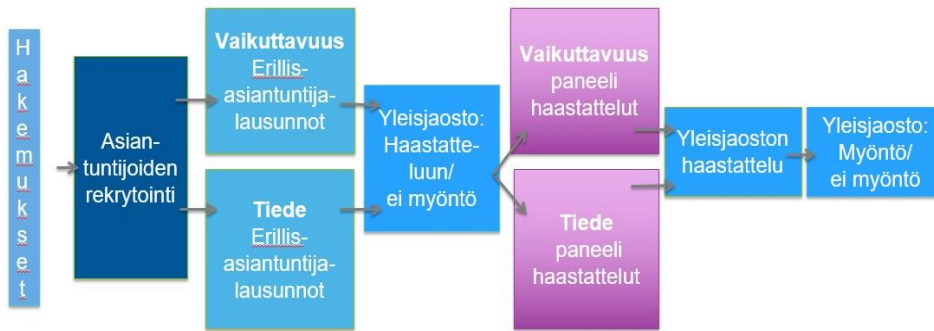 H
a
k
e
m
u
k
s
e
t
Asian-
tuntijoiden
rekrytointi
Vaikuttavuus
Erillis-
asiantuntija-
lausunnot
Tiede
Erillis-
asiantuntija-
lausunnot
Yleisjaosto:
Haastatte-
luun/
ei myöntö
Vaikuttavuus
paneeli
haastattelut
Tiede
paneeli
haastattelut
Yleisjaoston
haastattelu
Yleisjaosto:
Myöntö/
ei myöntö